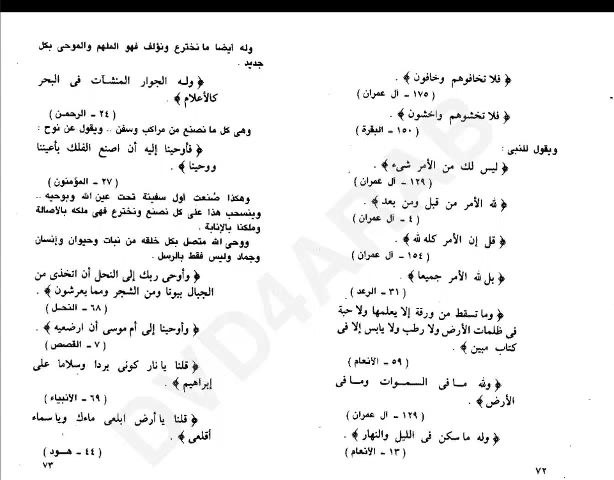 ﴿ فلا تخافوهم وخافون ﴾ .
( ١٧٥ – آل عمران )
﴿ فلا تخشوهم واخشون ﴾ .
( ١٥٠ – البقرة )
ويقول للنبى :
﴿ ليس لك من الأمر شىء ﴾ .
( ١٢٩ – آل عمران )
﴿ لله الأمر من قبل ومن بعد ﴾ .
( ٤ – آل عمران )
﴿ قل إن الأمر كله لله ﴾ .
( ١٥٤ – آل عمران )
﴿ بل لله الأمر جميعا ﴾ .
( ٣١ – الرعد )
﴿ وما تسقط من ورقة إلا يعلمها ولا حبة
فى ظلمات الأرض ولا رطب ولا يابس إلا فى
كتاب مبين ﴾ .
( ٥٩ – الأنعام )
﴿ ولله ما فى السموات وما فى
الأرض ﴾ .
( ١٢٩ – آل عمران )
﴿ وله ما سكن فى الليل والنهار ﴾ .
( ١٣ – الأنعام )
٧٢
وله أيضا ما نخترع ونؤلف فهو الملهم والموحى بكل
جديد .
﴿ وله الجوار المنشآت فى البحر
كالأعلام ﴾ .
( ٢٤ – الرحمن )
وهى كل ما نصنع من مراكب وسفن .. ويقول عن نوح :
﴿ فأوحينا إليه أن اصنع الفلك بأعيننا
ووحينا ﴾ .
( ٢٧ – المؤمنون )
وهكذا صُنعت أول سفينة تحت عين الله وبوحيه ..
وينسحب هذا على كل نصنع ونخترع فهى ملكه بالأصالة
وملكنا بالإنابة .
ووحى الله متصل بكل خلقه من نبات وحيوان وإنسان
وجماد وليس فقط بالرسل .
﴿ وأوحى ربك إلى النحل أن اتخذى من
الجبال بيوتا ومن الشجر ومما يعرشون ﴾ .
( ٦٨ – النحل )
﴿ وأوحينا إلى أم موسى أن ارضعيه ﴾ .
( ٧ – القصص )
﴿ قلنا يا نار كونى بردا وسلاما على
إبراهيم ﴾ .
( ٦٩ – الأنبياء )
﴿ قلنا يا أرض ابلعى ماءك ويا سماء
أقلعى ﴾ .
( ٤٤ – هود )
٧٣
DVD4ARAB